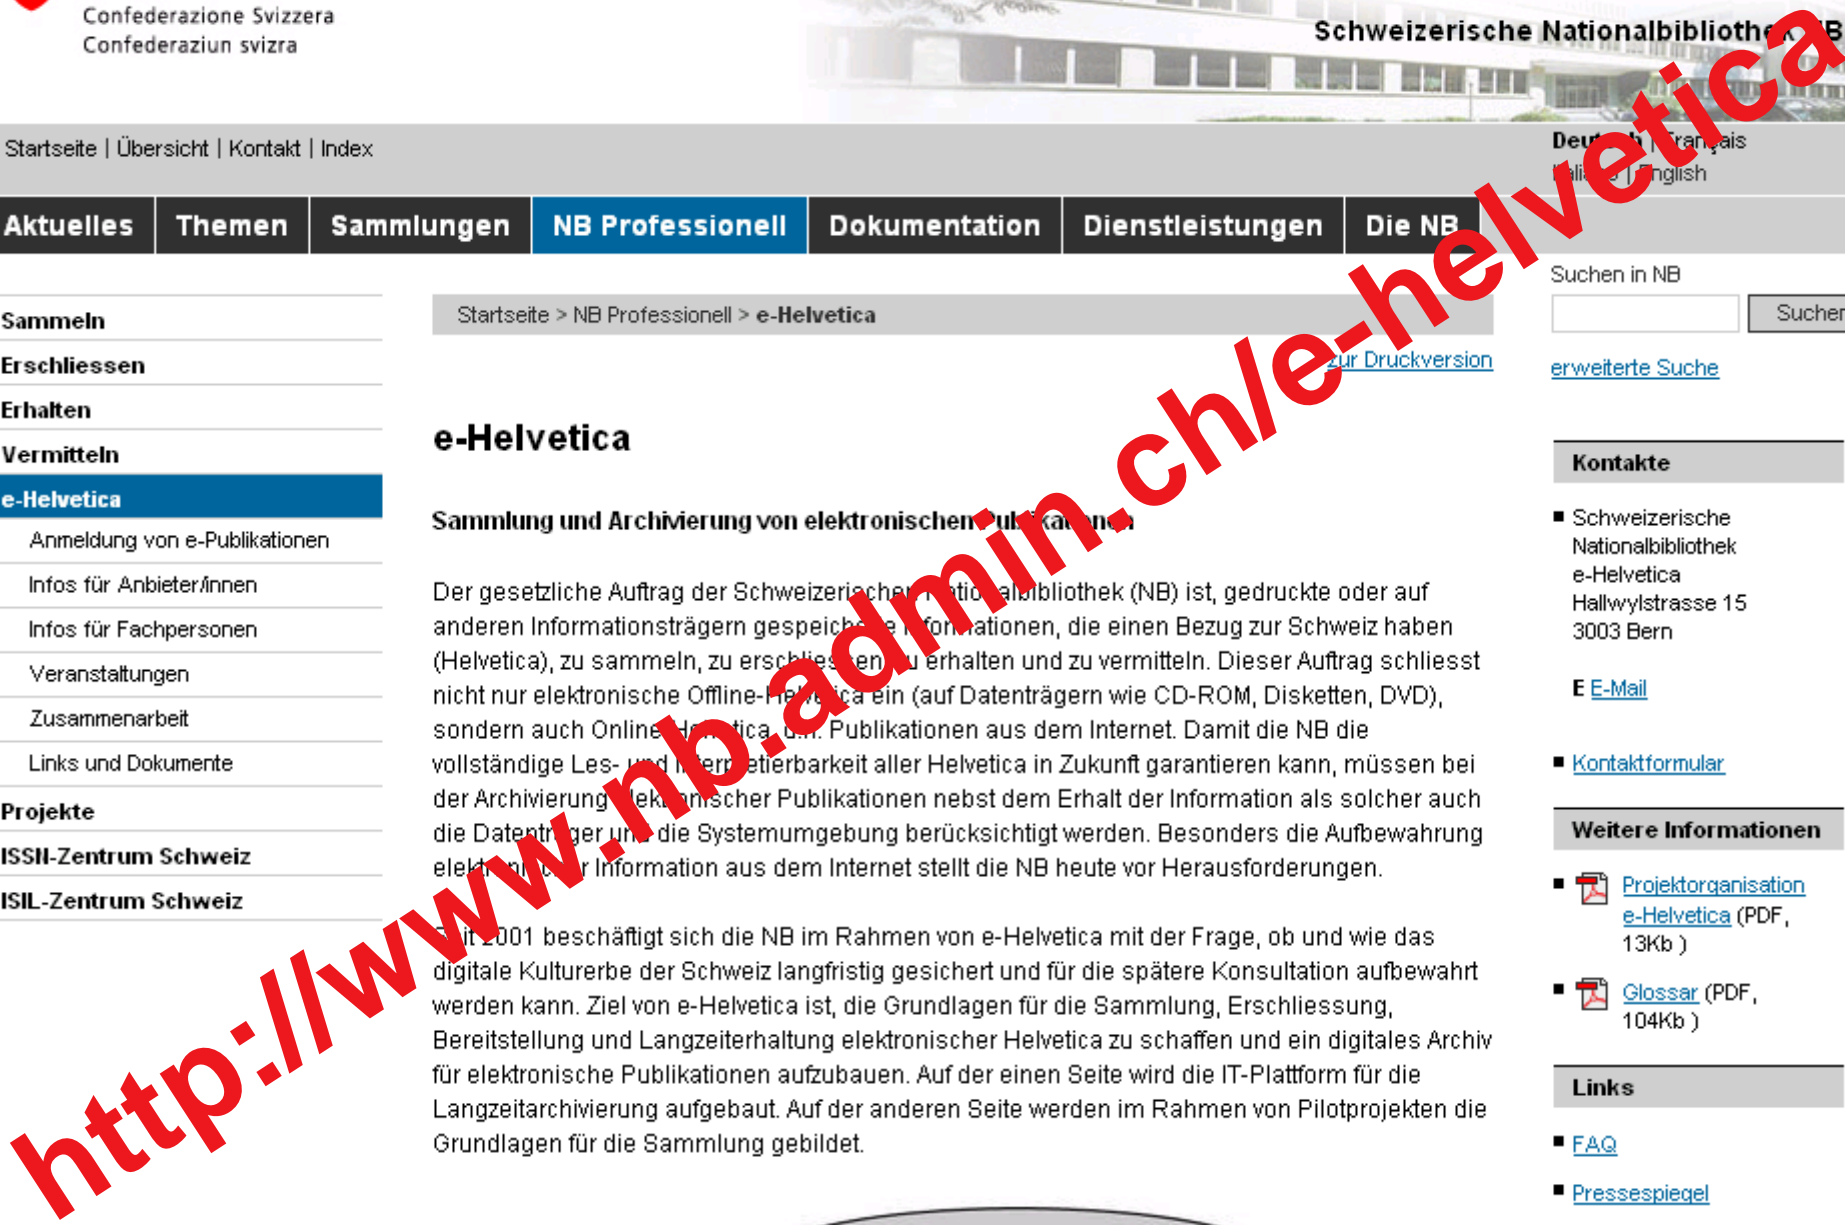 Confederazione Svizzera
Confederaziun svizra
Schweizerische Nationalbibliothek NB
Startseite | Übersicht | Kontakt | Index
Deutsch | Français
Italiano | English
Aktuelles
Themen
Sammlungen
NB Professionell
Dokumentation
Dienstleistungen
Die NB
Sammeln
Erschliessen
Erhalten
Vermitteln
e-Helvetica
Anmeldung von e-Publikationen
Infos für Anbieter/innen
Infos für Fachpersonen
Veranstaltungen
Zusammenarbeit
Links und Dokumente
Projekte
ISSN-Zentrum Schweiz
ISIL-Zentrum Schweiz
Startseite > NB Professionell > e-Helvetica
zur Druckversion
e-Helvetica
Sammlung und Archivierung von elektronischen Publikationen
Der gesetzliche Auftrag der Schweizerischen Nationalbibliothek (NB) ist, gedruckte oder auf
anderen Informationsträgern gespeicherte Informationen, die einen Bezug zur Schweiz haben
(Helvetica), zu sammeln, zu erschliessen, zu erhalten und zu vermitteln. Dieser Auftrag schliesst
nicht nur elektronische Offline-Helvetica ein (auf Datenträgern wie CD-ROM, Disketten, DVD),
sondern auch Online-Helvetica, d.h. Publikationen aus dem Internet. Damit die NB die
vollständige Les- und Interpretierbarkeit aller Helvetica in Zukunft garantieren kann, müssen bei
der Archivierung elektronischer Publikationen nebst dem Erhalt der Information als solcher auch
die Datenträger und die Systemumgebung berücksichtigt werden. Besonders die Aufbewahrung
elektronischer Information aus dem Internet stellt die NB heute vor Herausforderungen.
Seit 2001 beschäftigt sich die NB im Rahmen von e-Helvetica mit der Frage, ob und wie das
digitale Kulturerbe der Schweiz langfristig gesichert und für die spätere Konsultation aufbewahrt
werden kann. Ziel von e-Helvetica ist, die Grundlagen für die Sammlung, Erschliessung,
Bereitstellung und Langzeiterhaltung elektronischer Helvetica zu schaffen und ein digitales Archiv
für elektronische Publikationen aufzubauen. Auf der einen Seite wird die IT-Plattform für die
Langzeitarchivierung aufgebaut. Auf der anderen Seite werden im Rahmen von Pilotprojekten die
Grundlagen für die Sammlung gebildet.
Suchen in NB
Suchen
erweiterte Suche
Kontakte
Schweizerische
Nationalbibliothek
e-Helvetica
Hallwylstrasse 15
3003 Bern
E E-Mail
Kontaktformular
Weitere Informationen
Projektorganisation
e-Helvetica (PDF,
13Kb )
Glossar (PDF,
104Kb )
Links
FAQ
Pressespiegel
http://www.nb.admin.ch/e-helvetica